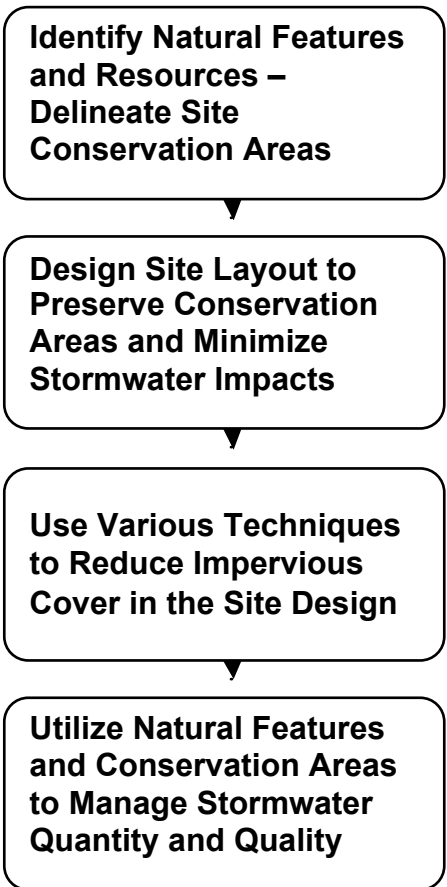 Identify Natural Features
and Resources –
Delineate Site
Conservation Areas
Design Site Layout to
Preserve Conservation
Areas and Minimize
Stormwater Impacts
Use Various Techniques
to Reduce Impervious
Cover in the Site Design
Utilize Natural Features
and Conservation Areas
to Manage Stormwater
Quantity and Quality